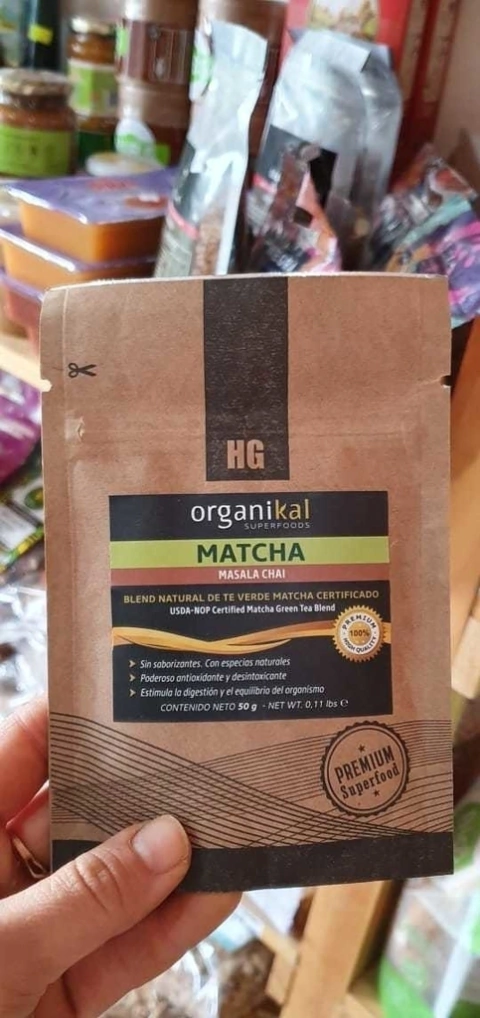 HG
organikal
SUPERFOODS
MATCHA
MASALA CHAI
BLEND NATURAL DE TE VERDE MATCHA CERTIFICADO
USDA-NOP Certified Matcha Green Tea Blend
PREMIUM
100%
HIGH QUALITY
➤ Sin saborizantes. Con especias naturales
➤ Poderoso antioxidante y desintoxicante
➤ Estimula la digestión y el equilibrio del organismo
CONTENIDO NETO 50 g · NET WT. 0,11 lbs ℮
PREMIUM
Superfood